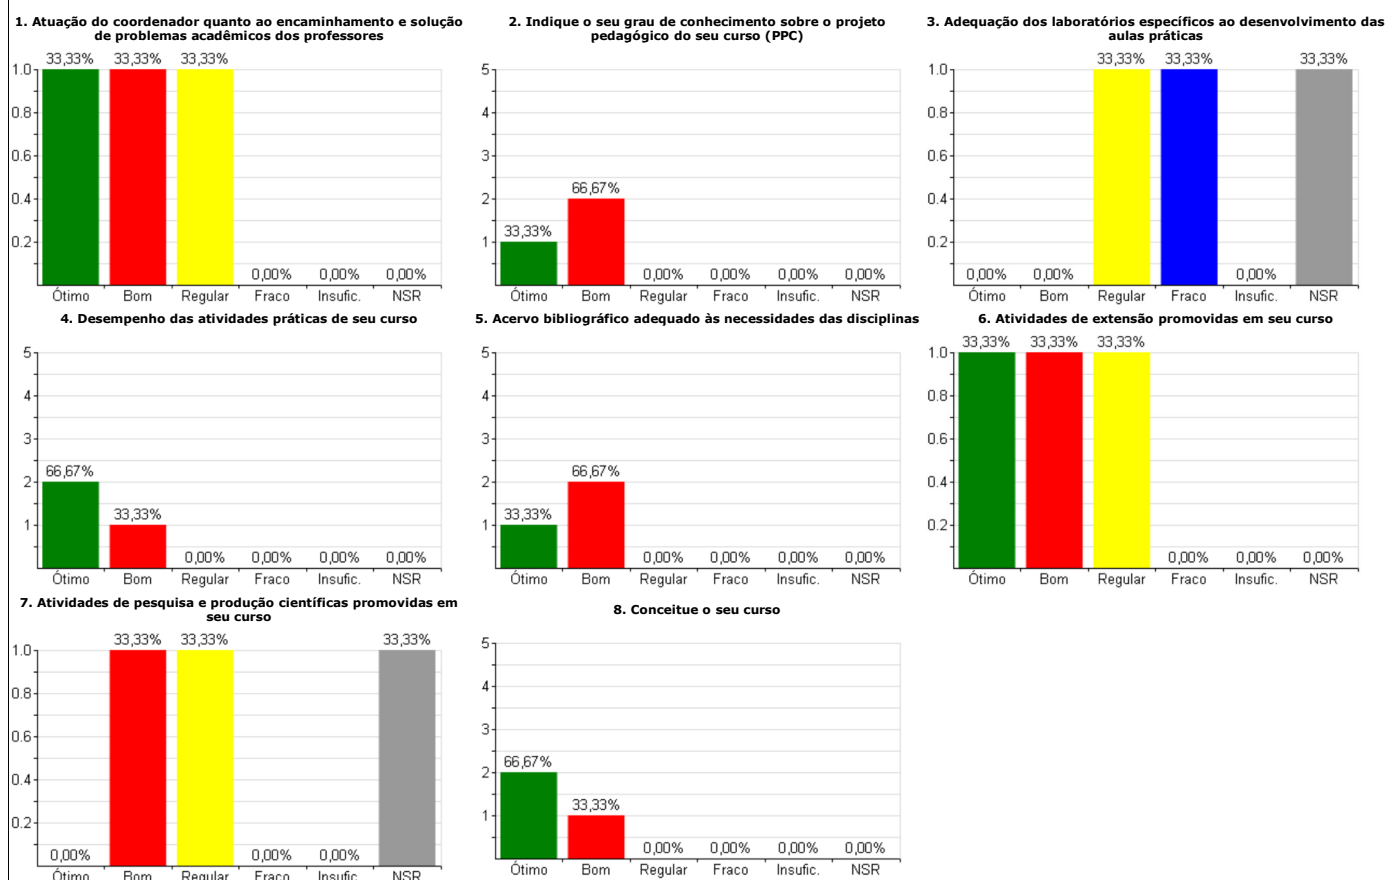 1. Atuação do coordenador quanto ao encaminhamento e solução
de problemas acadêmicos dos professores
33,33% 33,33% 33,33%
1.0
0.8
0.6
0.4
0.2
0,00% 0,00% 0,00%
Ótimo Bom Regular Fraco Insufic. NSR
2. Indique o seu grau de conhecimento sobre o projeto
pedagógico do seu curso (PPC)
5
4
3
2
1
33,33% 66,67% 0,00% 0,00% 0,00% 0,00%
Ótimo Bom Regular Fraco Insufic. NSR
3. Adequação dos laboratórios específicos ao desenvolvimento das
aulas práticas
33,33% 33,33% 33,33%
1.0
0.8
0.6
0.4
0.2
0,00% 0,00% 0,00%
Ótimo Bom Regular Fraco Insufic. NSR
4. Desempenho das atividades práticas de seu curso
5
4
3
2
1
66,67% 33,33% 0,00% 0,00% 0,00% 0,00%
Ótimo Bom Regular Fraco Insufic. NSR
5. Acervo bibliográfico adequado às necessidades das disciplinas
5
4
3
2
1
33,33% 66,67% 0,00% 0,00% 0,00% 0,00%
Ótimo Bom Regular Fraco Insufic. NSR
6. Atividades de extensão promovidas em seu curso
33,33% 33,33% 33,33%
1.0
0.8
0.6
0.4
0.2
0,00% 0,00% 0,00%
Ótimo Bom Regular Fraco Insufic. NSR
7. Atividades de pesquisa e produção científicas promovidas em
seu curso
33,33% 33,33% 33,33%
1.0
0.8
0.6
0.4
0.2
0,00% 0,00% 0,00%
Ótimo Bom Regular Fraco Insufic. NSR
8. Conceitue o seu curso
5
4
3
2
1
66,67% 33,33% 0,00% 0,00% 0,00% 0,00%
Ótimo Bom Regular Fraco Insufic. NSR